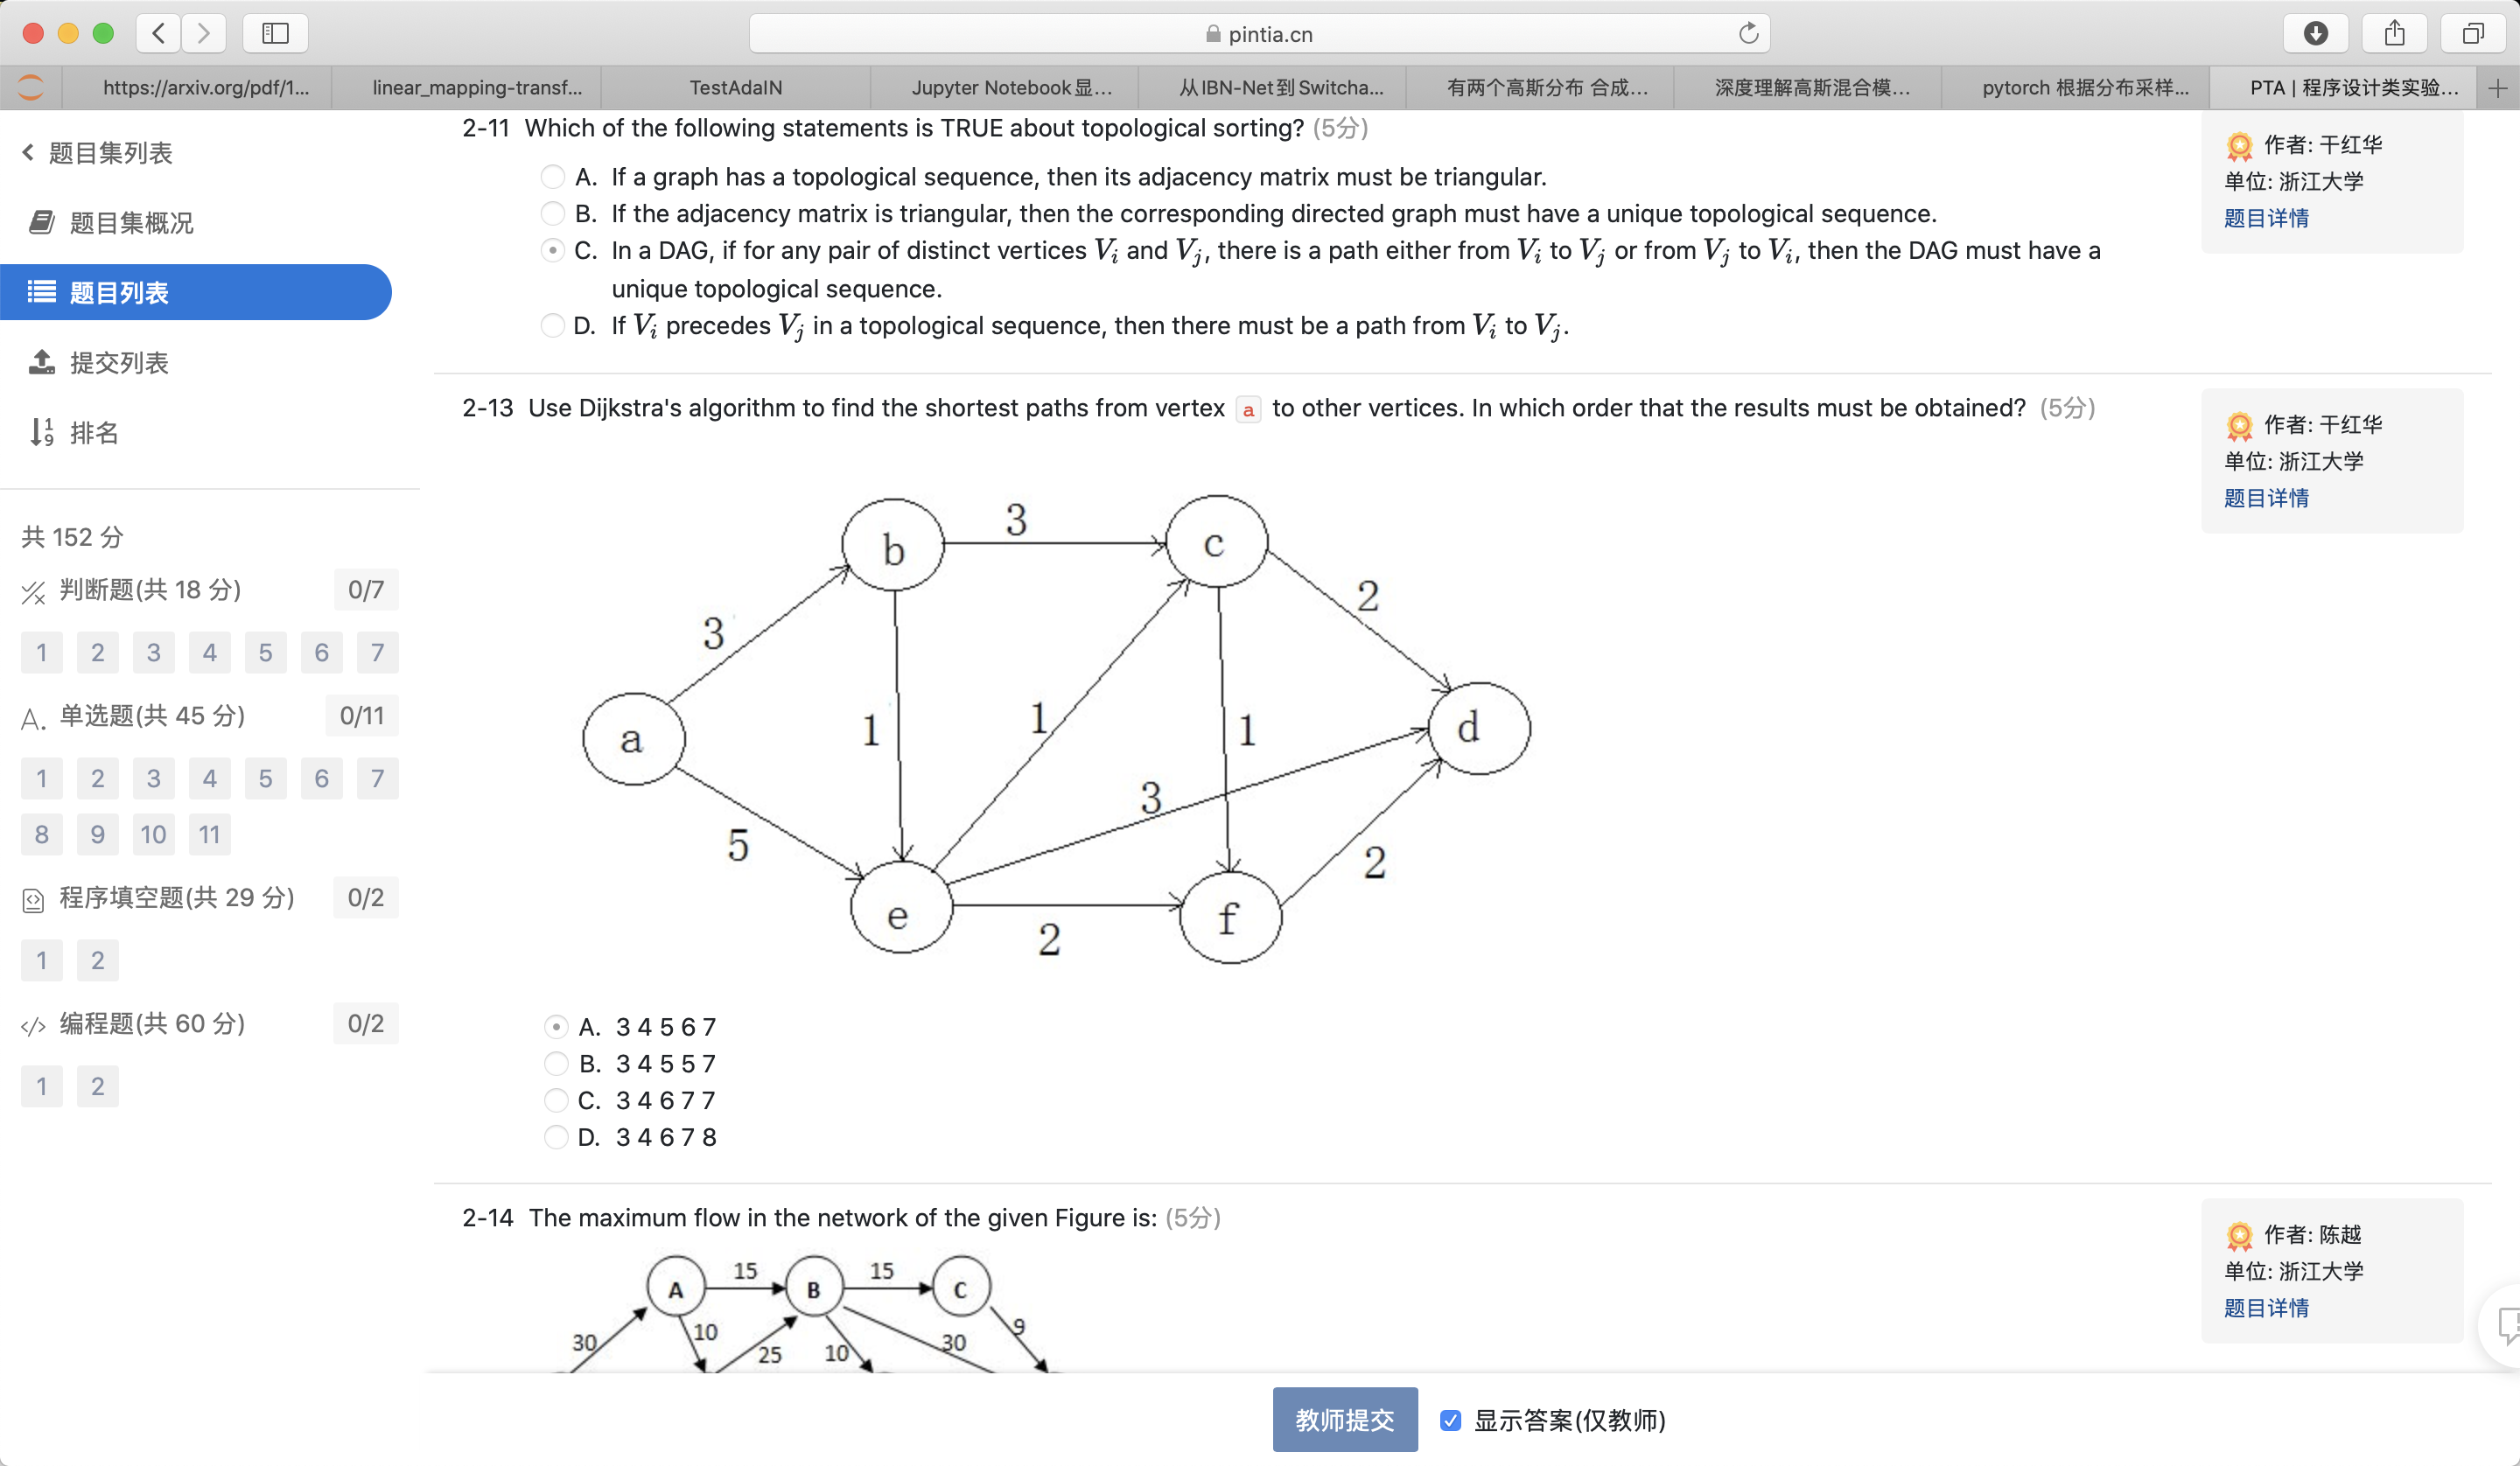 pintia.cn
https://arxiv.org/pdf/1...
linear_mapping-transf...
TestAdaIN
Jupyter Notebook显...
从IBN-Net到Switcha...
有两个高斯分布 合成...
深度理解高斯混合模...
pytorch 根据分布采样...
PTA | 程序设计类实验...
题目集列表
题目集概况
题目列表
提交列表
排名
共 152 分
判断题(共 18 分) 0/7
1 2 3 4 5 6 7
A. 单选题(共 45 分) 0/11
1 2 3 4 5 6 7
8 9 10 11
程序填空题(共 29 分) 0/2
1 2
编程题(共 60 分) 0/2
1 2
2-11 Which of the following statements is TRUE about topological sorting? (5分)
A. If a graph has a topological sequence, then its adjacency matrix must be triangular.
B. If the adjacency matrix is triangular, then the corresponding directed graph must have a unique topological sequence.
C. In a DAG, if for any pair of distinct vertices Vi and Vj, there is a path either from Vi to Vj or from Vj to Vi, then the DAG must have a
unique topological sequence.
D. If Vi precedes Vj in a topological sequence, then there must be a path from Vi to Vj.
作者: 干红华
单位: 浙江大学
题目详情
2-13 Use Dijkstra's algorithm to find the shortest paths from vertex a to other vertices. In which order that the results must be obtained? (5分)
作者: 干红华
单位: 浙江大学
题目详情
b 3 c
2
3
a 1 1 1 d
3
5 2
e 2 f
A. 3 4 5 6 7
B. 3 4 5 5 7
C. 3 4 6 7 7
D. 3 4 6 7 8
2-14 The maximum flow in the network of the given Figure is: (5分)
作者: 陈越
单位: 浙江大学
题目详情
A 15 B 15 C
30 10 25 10 30 9
教师提交
显示答案(仅教师)